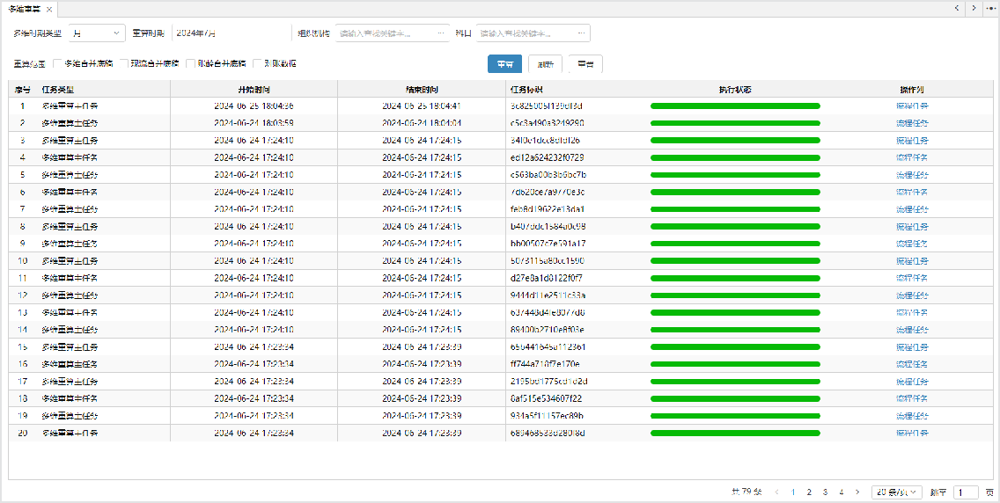 多维重算 ×
多维时期类型 月 重算时期 2024年7月 组织机构 请输入查找关键字... 科目 请输入查找关键字...
重算范围 多维合并底稿 现流合并底稿 账龄合并底稿 对账数据 重算 刷新 重置
序号 任务类型 开始时间 结束时间 任务标识 执行状态 操作列
1 多维重算主任务 2024-06-25 18:04:36 2024-06-25 18:04:41 3c825005f139df3d 流程任务
2 多维重算主任务 2024-06-24 18:03:59 2024-06-24 18:04:04 c5c3a490a3249290 流程任务
3 多维重算主任务 2024-06-24 17:24:10 2024-06-24 17:24:15 34f0e1dcc8dfdf26 流程任务
4 多维重算主任务 2024-06-24 17:24:10 2024-06-24 17:24:15 ed12a624232f0729 流程任务
5 多维重算主任务 2024-06-24 17:24:10 2024-06-24 17:24:15 c563ba00b3b6bc7b 流程任务
6 多维重算主任务 2024-06-24 17:24:10 2024-06-24 17:24:15 7d620ce7a9770e3c 流程任务
7 多维重算主任务 2024-06-24 17:24:10 2024-06-24 17:24:15 feb8d19622e13da1 流程任务
8 多维重算主任务 2024-06-24 17:24:10 2024-06-24 17:24:15 b407ddc1584a0c98 流程任务
9 多维重算主任务 2024-06-24 17:24:10 2024-06-24 17:24:15 bb00507c7e591a17 流程任务
10 多维重算主任务 2024-06-24 17:24:10 2024-06-24 17:24:15 5073115a80cc1590 流程任务
11 多维重算主任务 2024-06-24 17:24:10 2024-06-24 17:24:15 d27e8a1d8122f0f7 流程任务
12 多维重算主任务 2024-06-24 17:24:10 2024-06-24 17:24:15 9444d11e2511c33a 流程任务
13 多维重算主任务 2024-06-24 17:24:10 2024-06-24 17:24:15 637448d4fe8077d8 流程任务
14 多维重算主任务 2024-06-24 17:24:10 2024-06-24 17:24:15 89400b2710e8f03e 流程任务
15 多维重算主任务 2024-06-24 17:23:34 2024-06-24 17:23:39 65b441645a112361 流程任务
16 多维重算主任务 2024-06-24 17:23:34 2024-06-24 17:23:39 ff744a718f7e170e 流程任务
17 多维重算主任务 2024-06-24 17:23:34 2024-06-24 17:23:39 2195bd1775cd1d2d 流程任务
18 多维重算主任务 2024-06-24 17:23:34 2024-06-24 17:23:39 8af515e534607f22 流程任务
19 多维重算主任务 2024-06-24 17:23:34 2024-06-24 17:23:39 934a5f11157ec89b 流程任务
20 多维重算主任务 2024-06-24 17:23:34 2024-06-24 17:23:39 689468533d280f8d 流程任务
共 79 条 < 1 2 3 4 > 20 条/页 跳至 1 页